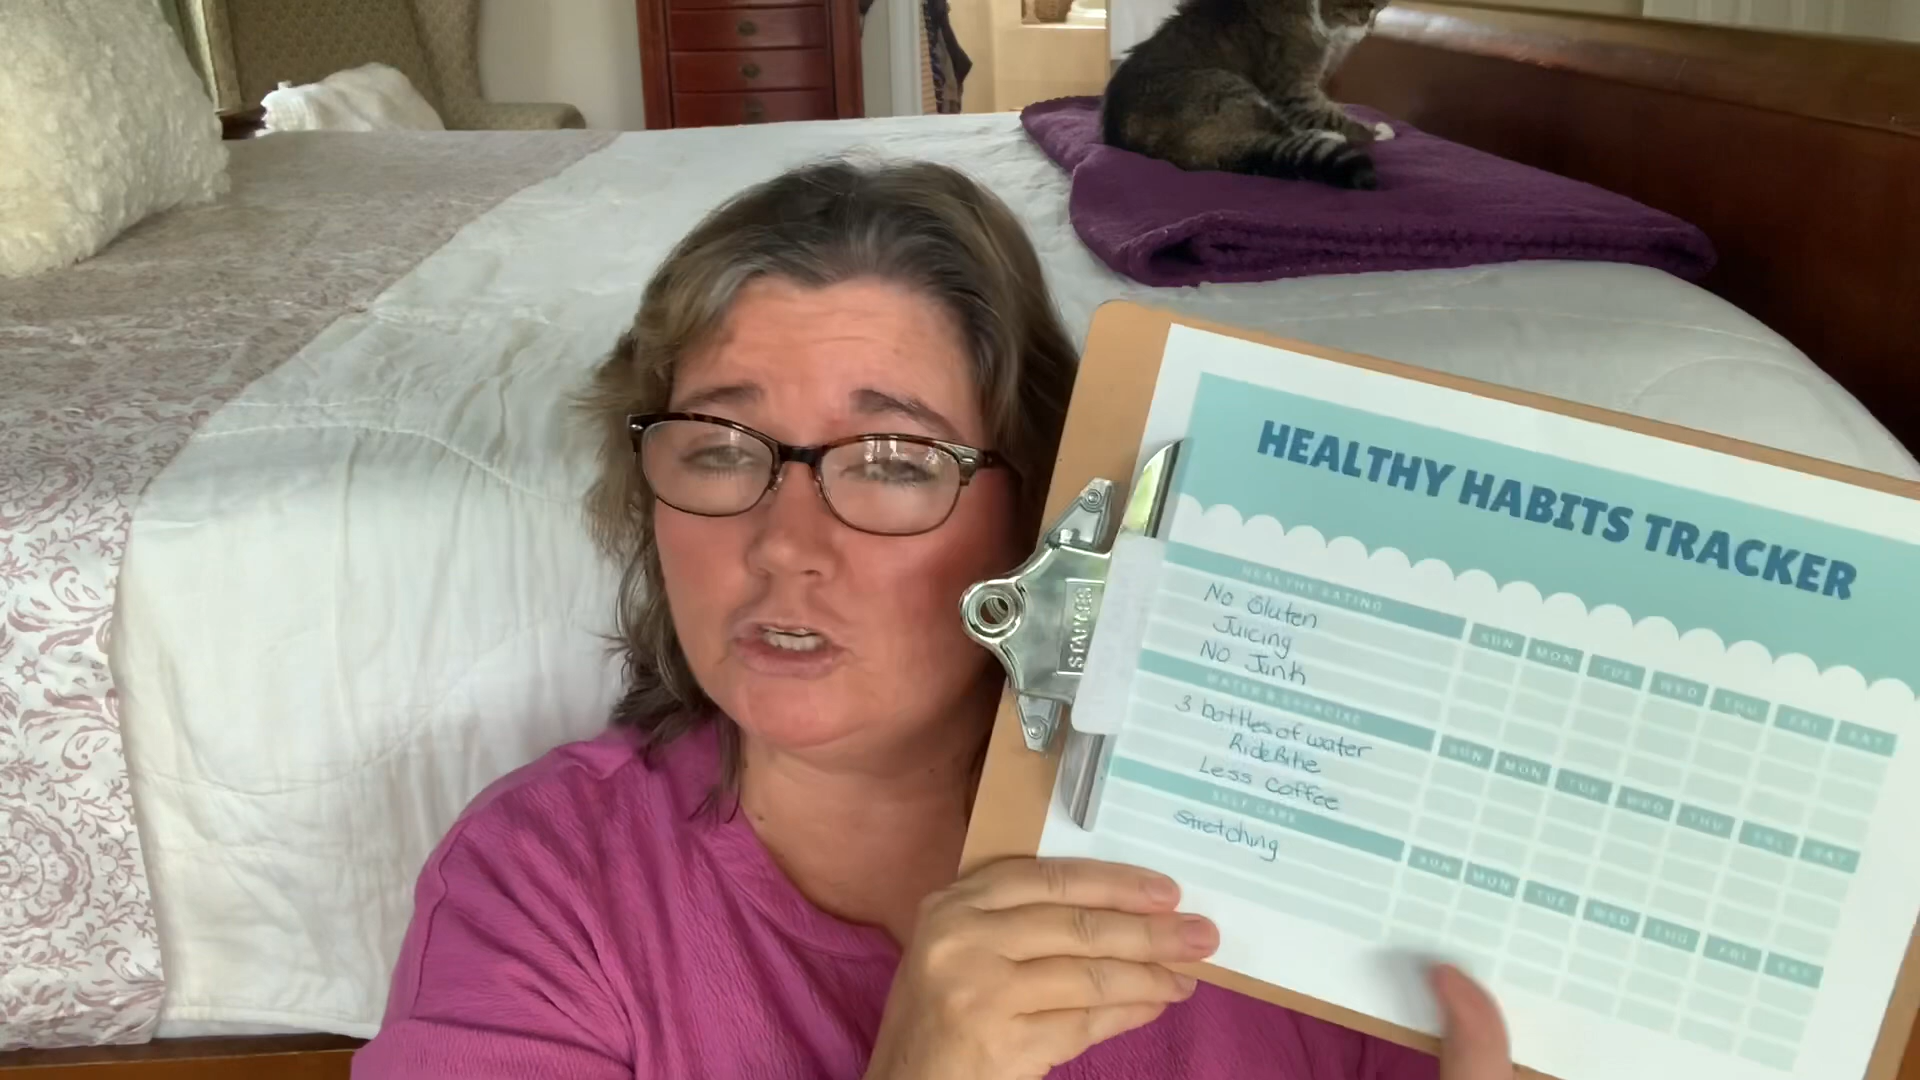 HEALTHY HABITS TRACKER
HEALTHY EATING
SUN MON TUE WED THU FRI SAT
No Gluten
Juicing
No Junk
WATER & EXERCISE
SUN MON TUE WED THU FRI SAT
3 bottles of water
Ride Bike
Less coffee
SELF CARE
SUN MON TUE WED THU FRI SAT
Stretching
STAPLES